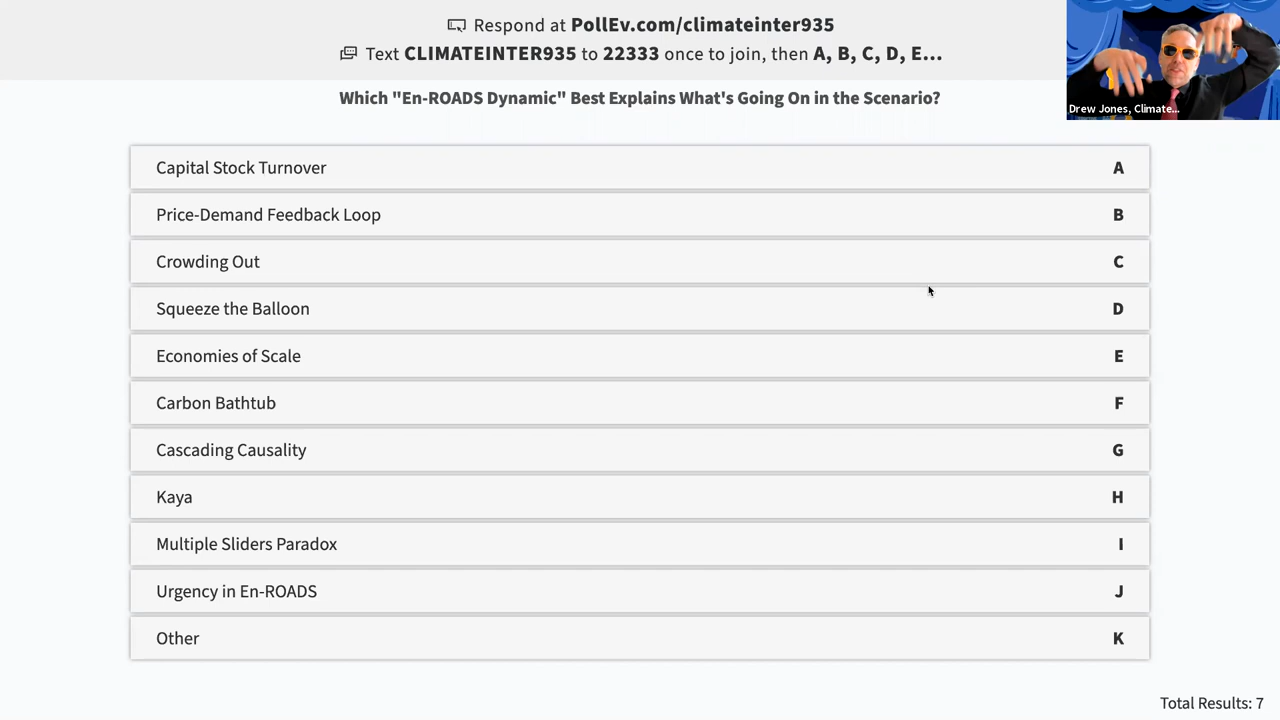 Respond at PollEv.com/climateinter935
Text CLIMATEINTER935 to 22333 once to join, then A, B, C, D, E...
Drew Jones, Climate...
Which "En-ROADS Dynamic" Best Explains What's Going On in the Scenario?
Capital Stock Turnover A
Price-Demand Feedback Loop B
Crowding Out C
Squeeze the Balloon D
Economies of Scale E
Carbon Bathtub F
Cascading Causality G
Kaya H
Multiple Sliders Paradox I
Urgency in En-ROADS J
Other K
Total Results: 7